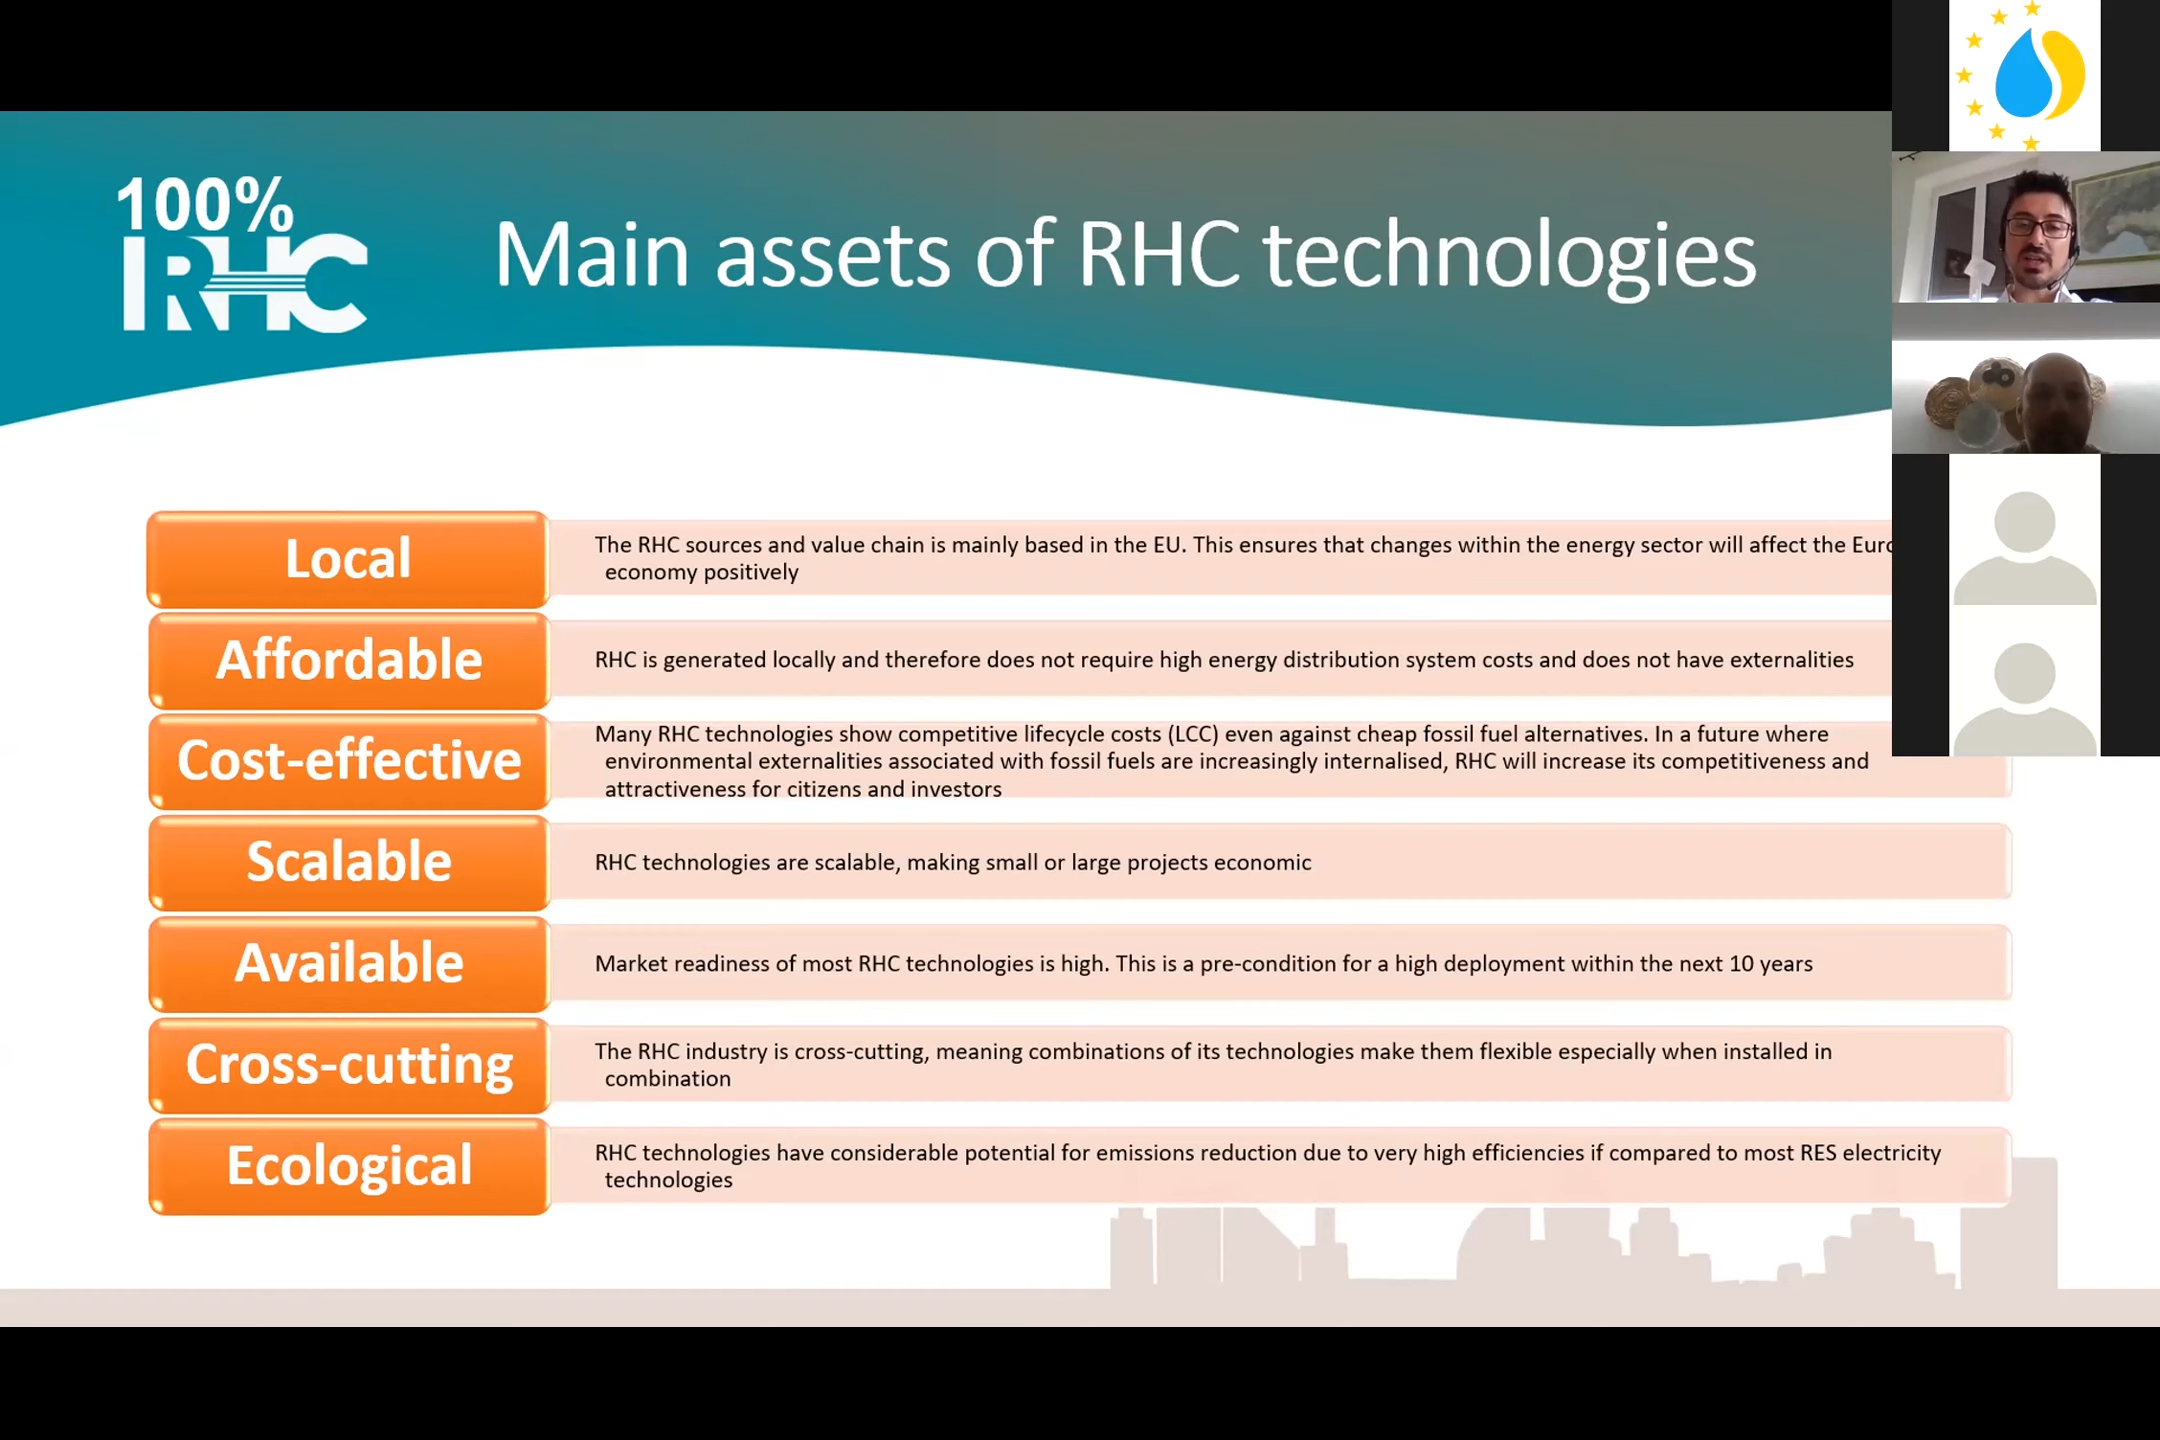 100%
RHC
Main assets of RHC technologies
Local
The RHC sources and value chain is mainly based in the EU. This ensures that changes within the energy sector will affect the
economy positively
Affordable
RHC is generated locally and therefore does not require high energy distribution system costs and does not have externalities
Cost-effective
Many RHC technologies show competitive lifecycle costs (LCC) even against cheap fossil fuel alternatives. In a future where
environmental externalities associated with fossil fuels are increasingly internalised, RHC will increase its competitiveness and
attractiveness for citizens and investors
Scalable
RHC technologies are scalable, making small or large projects economic
Available
Market readiness of most RHC technologies is high. This is a pre-condition for a high deployment within the next 10 years
Cross-cutting
The RHC industry is cross-cutting, meaning combinations of its technologies make them flexible especially when installed in
combination
Ecological
RHC technologies have considerable potential for emissions reduction due to very high efficiencies if compared to most RES electricity
technologies